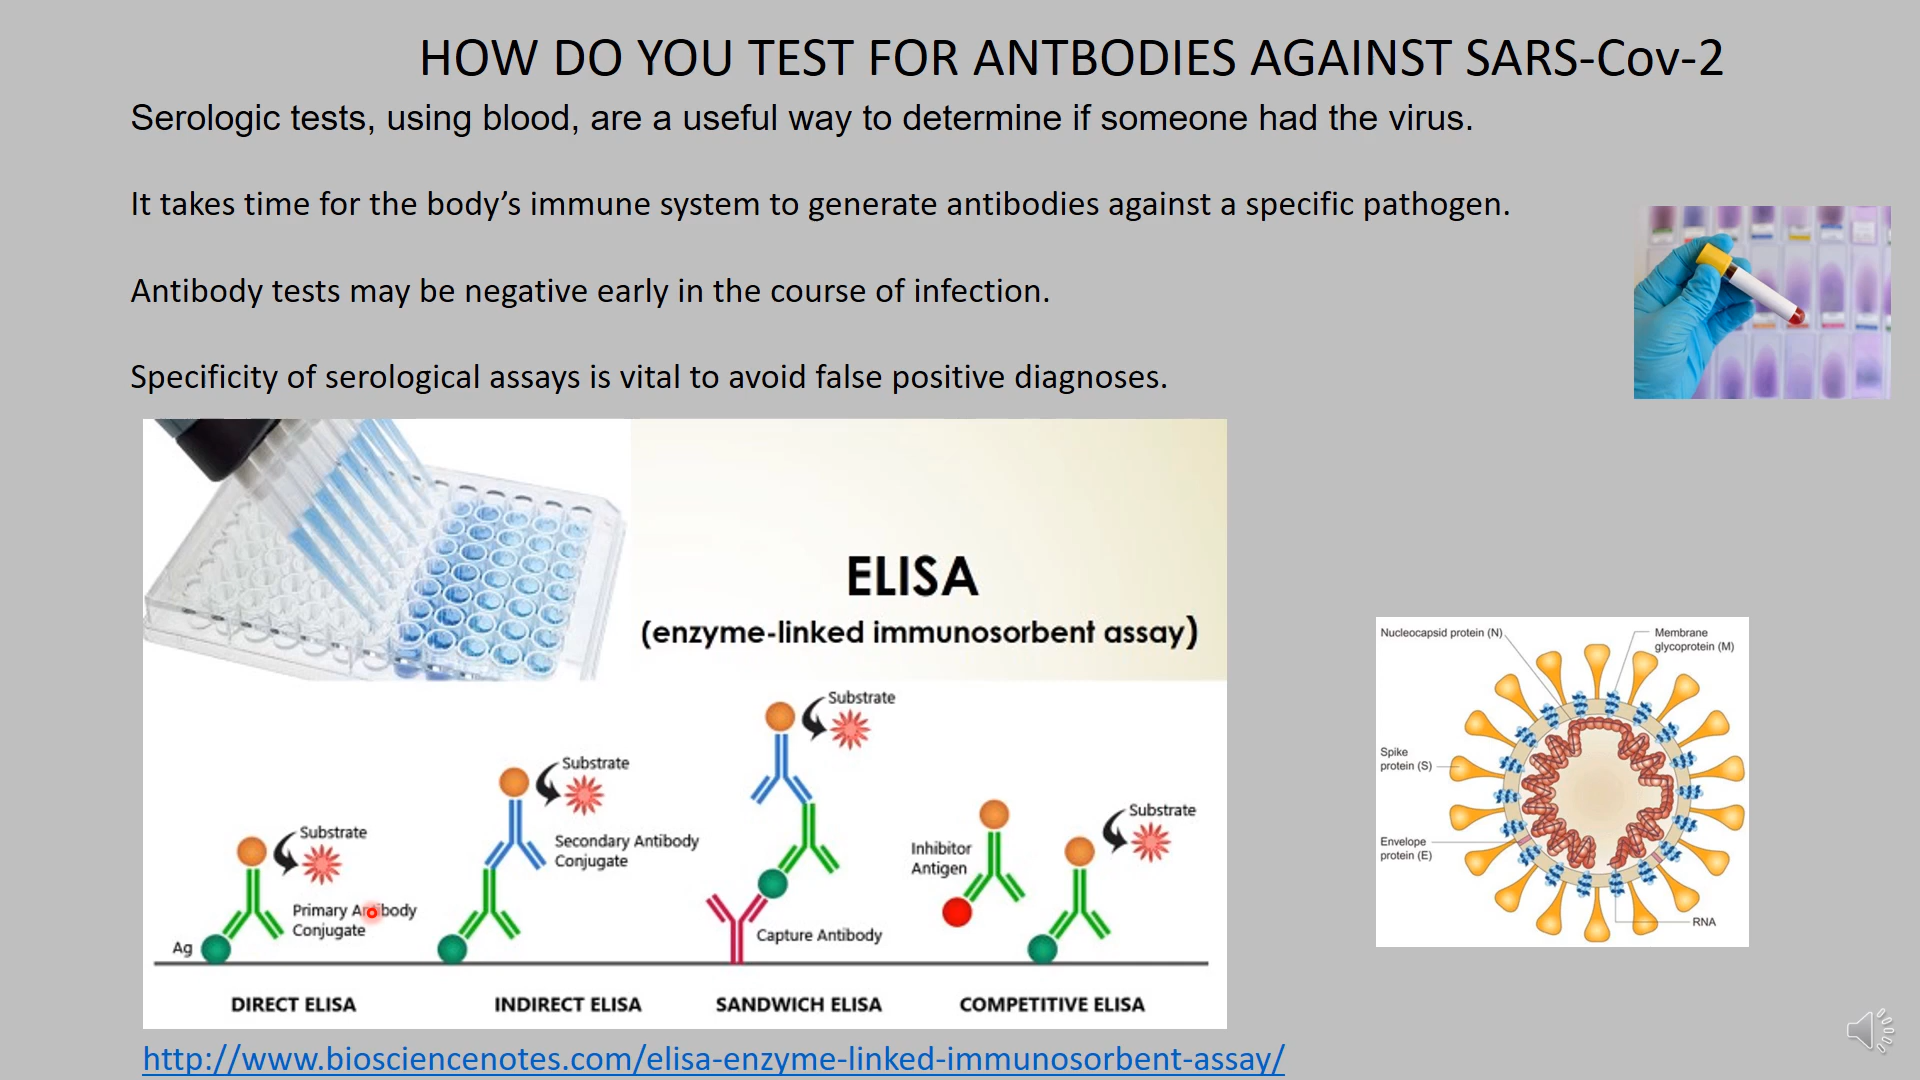 HOW DO YOU TEST FOR ANTBODIES AGAINST SARS-Cov-2
Serologic tests, using blood, are a useful way to determine if someone had the virus.
It takes time for the body’s immune system to generate antibodies against a specific pathogen.
Antibody tests may be negative early in the course of infection.
Specificity of serological assays is vital to avoid false positive diagnoses.
ELISA
(enzyme-linked immunosorbent assay)
Substrate
Primary Antibody
Conjugate
Ag
DIRECT ELISA
Substrate
Secondary Antibody
Conjugate
INDIRECT ELISA
Substrate
Capture Antibody
SANDWICH ELISA
Inhibitor
Antigen
Substrate
COMPETITIVE ELISA
Nucleocapsid protein (N)
Membrane
glycoprotein (M)
Spike
protein (S)
Envelope
protein (E)
RNA
http://www.biosciencenotes.com/elisa-enzyme-linked-immunosorbent-assay/